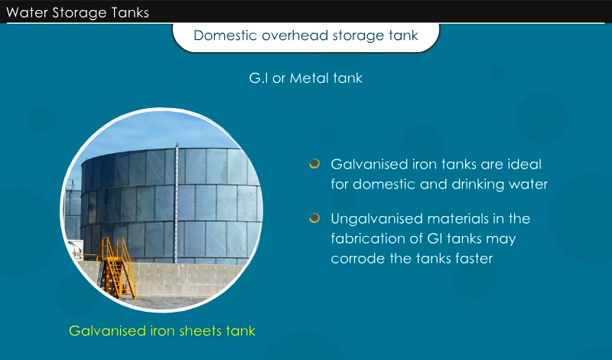 Water Storage Tanks
Domestic overhead storage tank
G.I or Metal tank
Galvanised iron tanks are ideal
for domestic and drinking water
Ungalvanised materials in the
fabrication of GI tanks may
corrode the tanks faster
Galvanised iron sheets tank